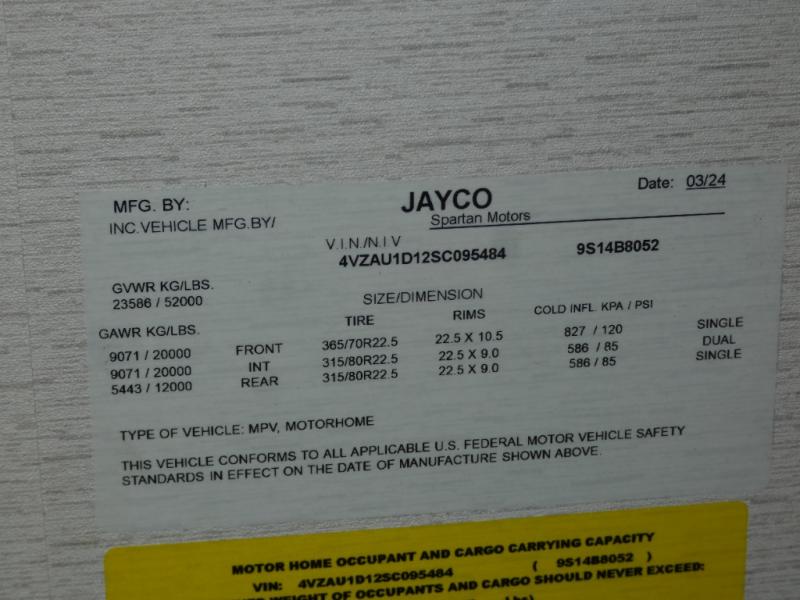 MFG. BY: JAYCO Date: 03/24
INC.VEHICLE MFG.BY/ Spartan Motors
V.I.N./N.I V
4VZAU1D12SC095484 9S14B8052
GVWR KG/LBS.
23586 / 52000
SIZE/DIMENSION
GAWR KG/LBS. TIRE RIMS COLD INFL. KPA / PSI
9071 / 20000 FRONT 365/70R22.5 22.5 X 10.5 827 / 120 SINGLE
9071 / 20000 INT 315/80R22.5 22.5 X 9.0 586 / 85 DUAL
5443 / 12000 REAR 315/80R22.5 22.5 X 9.0 586 / 85 SINGLE
TYPE OF VEHICLE: MPV, MOTORHOME
THIS VEHICLE CONFORMS TO ALL APPLICABLE U.S. FEDERAL MOTOR VEHICLE SAFETY
STANDARDS IN EFFECT ON THE DATE OF MANUFACTURE SHOWN ABOVE.
MOTOR HOME OCCUPANT AND CARGO CARRYING CAPACITY
VIN: 4VZAU1D12SC095484 ( 9S14B8052 )
WEIGHT OF OCCUPANTS AND CARGO SHOULD NEVER EXCEED: